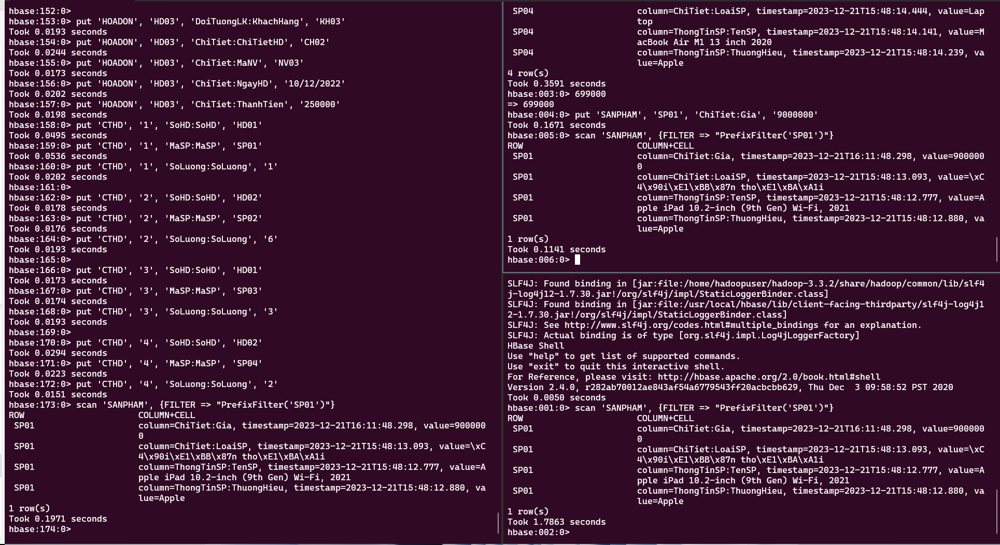 hbase:152:0>
hbase:153:0> put 'HOADON', 'HD03', 'DoiTuongLK:KhachHang', 'KH03'
Took 0.0193 seconds
hbase:154:0> put 'HOADON', 'HD03', 'ChiTiet:ChiTietHD', 'CH02'
Took 0.0244 seconds
hbase:155:0> put 'HOADON', 'HD03', 'ChiTiet:MaNV', 'NV03'
Took 0.0173 seconds
hbase:156:0> put 'HOADON', 'HD03', 'ChiTiet:NgayHD', '10/12/2022'
Took 0.0202 seconds
hbase:157:0> put 'HOADON', 'HD03', 'ChiTiet:ThanhTien', '250000'
Took 0.0198 seconds
hbase:158:0> put 'CTHD', '1', 'SoHD:SoHD', 'HD01'
Took 0.0495 seconds
hbase:159:0> put 'CTHD', '1', 'MaSP:MaSP', 'SP01'
Took 0.0536 seconds
hbase:160:0> put 'CTHD', '1', 'SoLuong:SoLuong', '1'
Took 0.0202 seconds
hbase:161:0>
hbase:162:0> put 'CTHD', '2', 'SoHD:SoHD', 'HD02'
Took 0.0178 seconds
hbase:163:0> put 'CTHD', '2', 'MaSP:MaSP', 'SP02'
Took 0.0176 seconds
hbase:164:0> put 'CTHD', '2', 'SoLuong:SoLuong', '6'
Took 0.0193 seconds
hbase:165:0>
hbase:166:0> put 'CTHD', '3', 'SoHD:SoHD', 'HD01'
Took 0.0173 seconds
hbase:167:0> put 'CTHD', '3', 'MaSP:MaSP', 'SP03'
Took 0.0174 seconds
hbase:168:0> put 'CTHD', '3', 'SoLuong:SoLuong', '3'
Took 0.0193 seconds
hbase:169:0>
hbase:170:0> put 'CTHD', '4', 'SoHD:SoHD', 'HD02'
Took 0.0294 seconds
hbase:171:0> put 'CTHD', '4', 'MaSP:MaSP', 'SP04'
Took 0.0223 seconds
hbase:172:0> put 'CTHD', '4', 'SoLuong:SoLuong', '2'
Took 0.0151 seconds
hbase:173:0> scan 'SANPHAM', {FILTER => "PrefixFilter('SP01')"}
ROW COLUMN+CELL
SP01 column=ChiTiet:Gia, timestamp=2023-12-21T16:11:48.298, value=900000
0
SP01 column=ChiTiet:LoaiSP, timestamp=2023-12-21T15:48:13.093, value=\xC
4\x90i\xE1\xBB\x87n tho\xE1\xBA\xA1i
SP01 column=ThongTinSP:TenSP, timestamp=2023-12-21T15:48:12.777, value=A
pple iPad 10.2-inch (9th Gen) Wi-Fi, 2021
SP01 column=ThongTinSP:ThuongHieu, timestamp=2023-12-21T15:48:12.880, va
lue=Apple
1 row(s)
Took 0.1971 seconds
hbase:174:0>
SP04 column=ChiTiet:LoaiSP, timestamp=2023-12-21T15:48:14.444, value=Lap
top
SP04 column=ThongTinSP:TenSP, timestamp=2023-12-21T15:48:14.141, value=M
acBook Air M1 13 inch 2020
SP04 column=ThongTinSP:ThuongHieu, timestamp=2023-12-21T15:48:14.239, va
lue=Apple
4 row(s)
Took 0.3591 seconds
hbase:003:0> 699000
=> 699000
hbase:004:0> put 'SANPHAM', 'SP01', 'ChiTiet:Gia', '9000000'
Took 0.1671 seconds
hbase:005:0> scan 'SANPHAM', {FILTER => "PrefixFilter('SP01')"}
ROW COLUMN+CELL
SP01 column=ChiTiet:Gia, timestamp=2023-12-21T16:11:48.298, value=900000
0
SP01 column=ChiTiet:LoaiSP, timestamp=2023-12-21T15:48:13.093, value=\xC
4\x90i\xE1\xBB\x87n tho\xE1\xBA\xA1i
SP01 column=ThongTinSP:TenSP, timestamp=2023-12-21T15:48:12.777, value=A
pple iPad 10.2-inch (9th Gen) Wi-Fi, 2021
SP01 column=ThongTinSP:ThuongHieu, timestamp=2023-12-21T15:48:12.880, va
lue=Apple
1 row(s)
Took 0.1141 seconds
hbase:006:0>
SLF4J: Found binding in [jar:file:/home/hadoopuser/hadoop-3.3.2/share/hadoop/common/lib/slf4
j-log4j12-1.7.30.jar!/org/slf4j/impl/StaticLoggerBinder.class]
SLF4J: Found binding in [jar:file:/usr/local/hbase/lib/client-facing-thirdparty/slf4j-log4j1
2-1.7.30.jar!/org/slf4j/impl/StaticLoggerBinder.class]
SLF4J: See http://www.slf4j.org/codes.html#multiple_bindings for an explanation.
SLF4J: Actual binding is of type [org.slf4j.impl.Log4jLoggerFactory]
HBase Shell
Use "help" to get list of supported commands.
Use "exit" to quit this interactive shell.
For Reference, please visit: http://hbase.apache.org/2.0/book.html#shell
Version 2.4.0, r282ab70012ae843af54a6779543ff20acbcbb629, Thu Dec  3 09:58:52 PST 2020
Took 0.0050 seconds
hbase:001:0> scan 'SANPHAM', {FILTER => "PrefixFilter('SP01')"}
ROW COLUMN+CELL
SP01 column=ChiTiet:Gia, timestamp=2023-12-21T16:11:48.298, value=900000
0
SP01 column=ChiTiet:LoaiSP, timestamp=2023-12-21T15:48:13.093, value=\xC
4\x90i\xE1\xBB\x87n tho\xE1\xBA\xA1i
SP01 column=ThongTinSP:TenSP, timestamp=2023-12-21T15:48:12.777, value=A
pple iPad 10.2-inch (9th Gen) Wi-Fi, 2021
SP01 column=ThongTinSP:ThuongHieu, timestamp=2023-12-21T15:48:12.880, va
lue=Apple
1 row(s)
Took 1.7863 seconds
hbase:002:0>